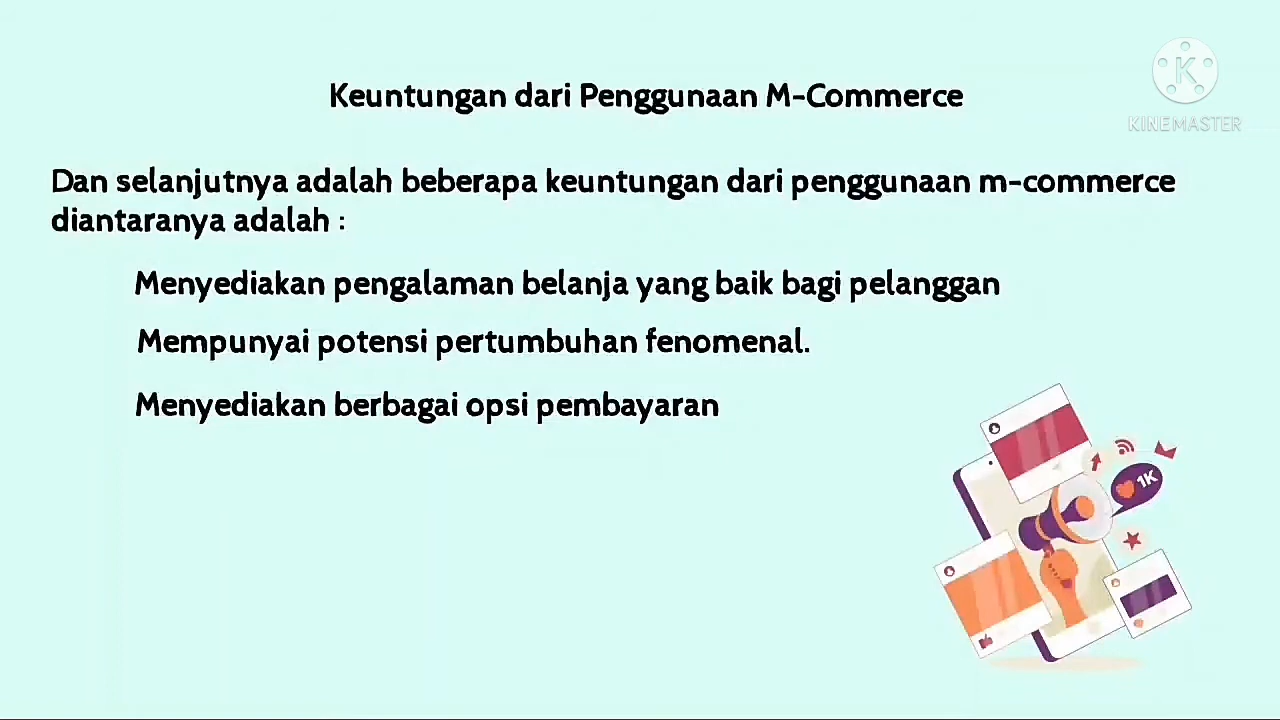 Keuntungan dari Penggunaan M-Commerce
K
KINEMASTER
Dan selanjutnya adalah beberapa keuntungan dari penggunaan m-commerce
diantaranya adalah :
Menyediakan pengalaman belanja yang baik bagi pelanggan
Mempunyai potensi pertumbuhan fenomenal.
Menyediakan berbagai opsi pembayaran
1K